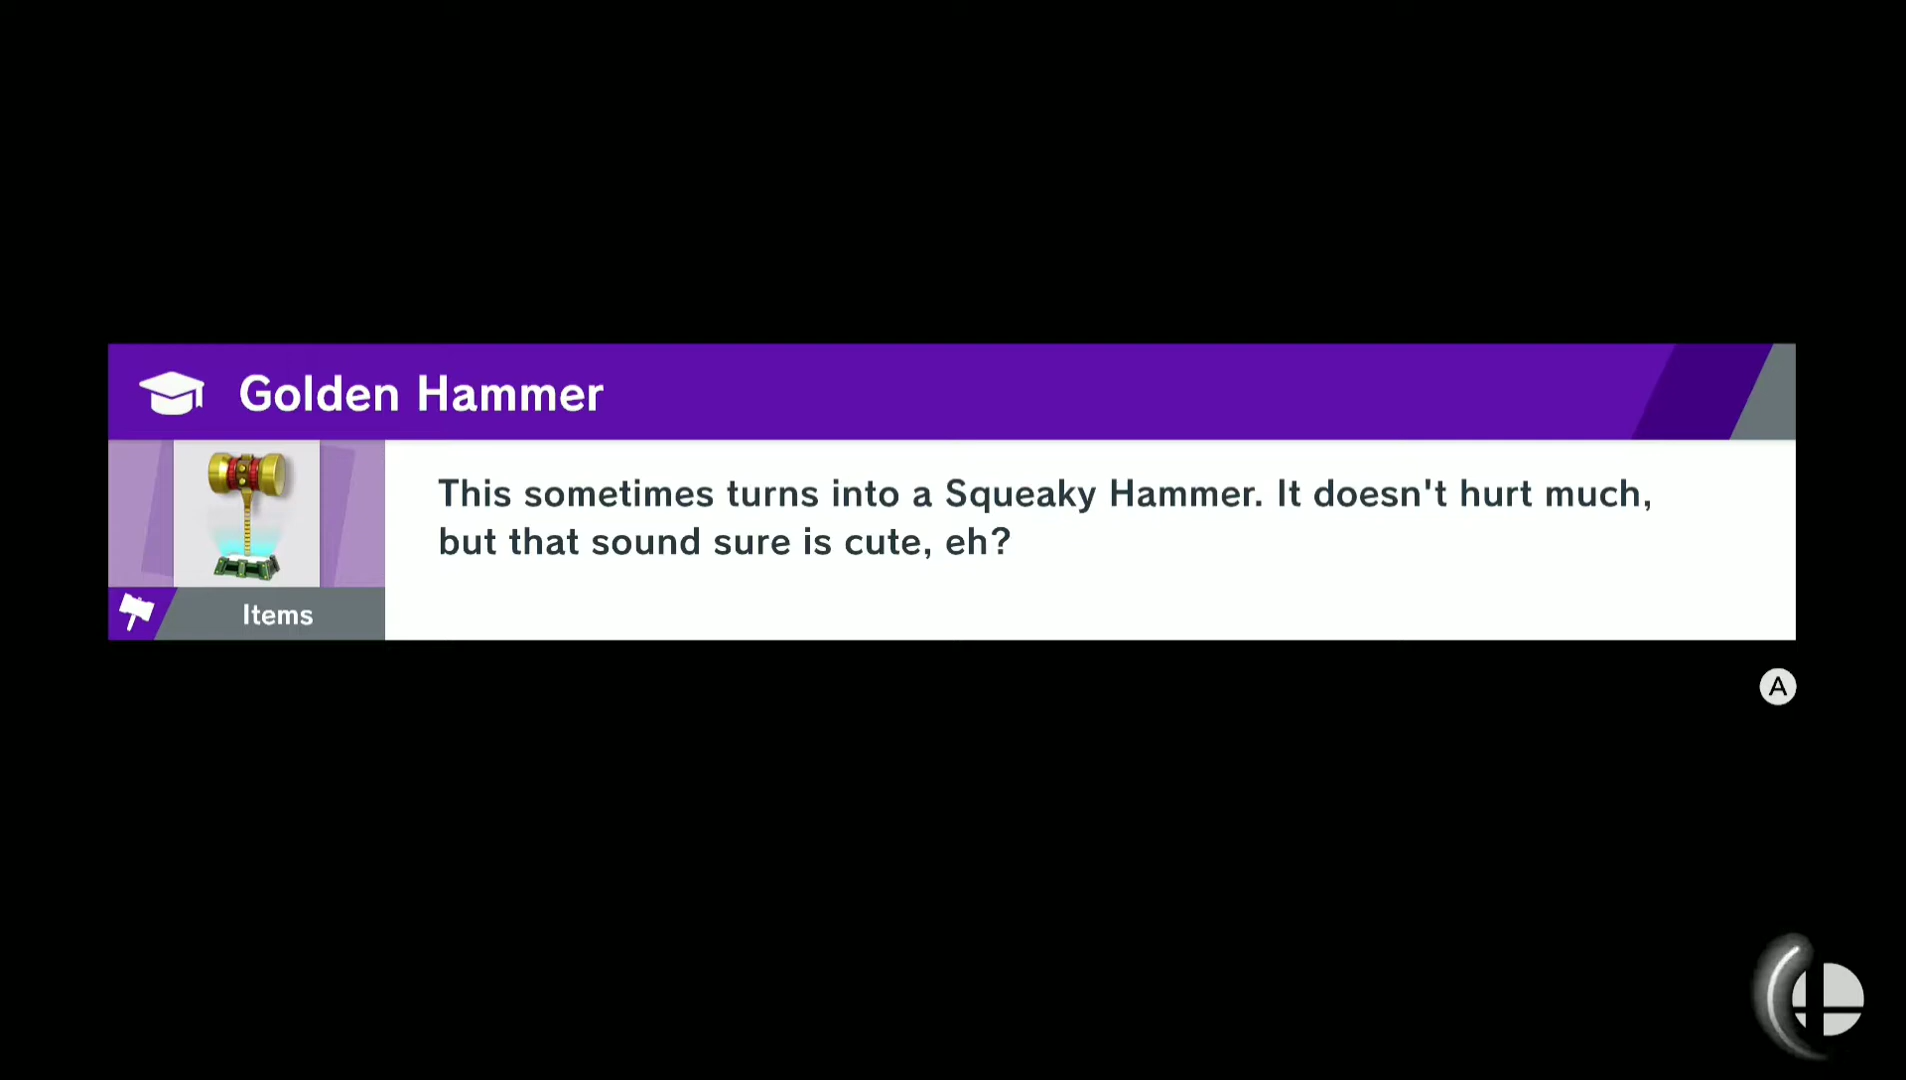 Golden Hammer
This sometimes turns into a Squeaky Hammer. It doesn't hurt much,
but that sound sure is cute, eh?
Items
A